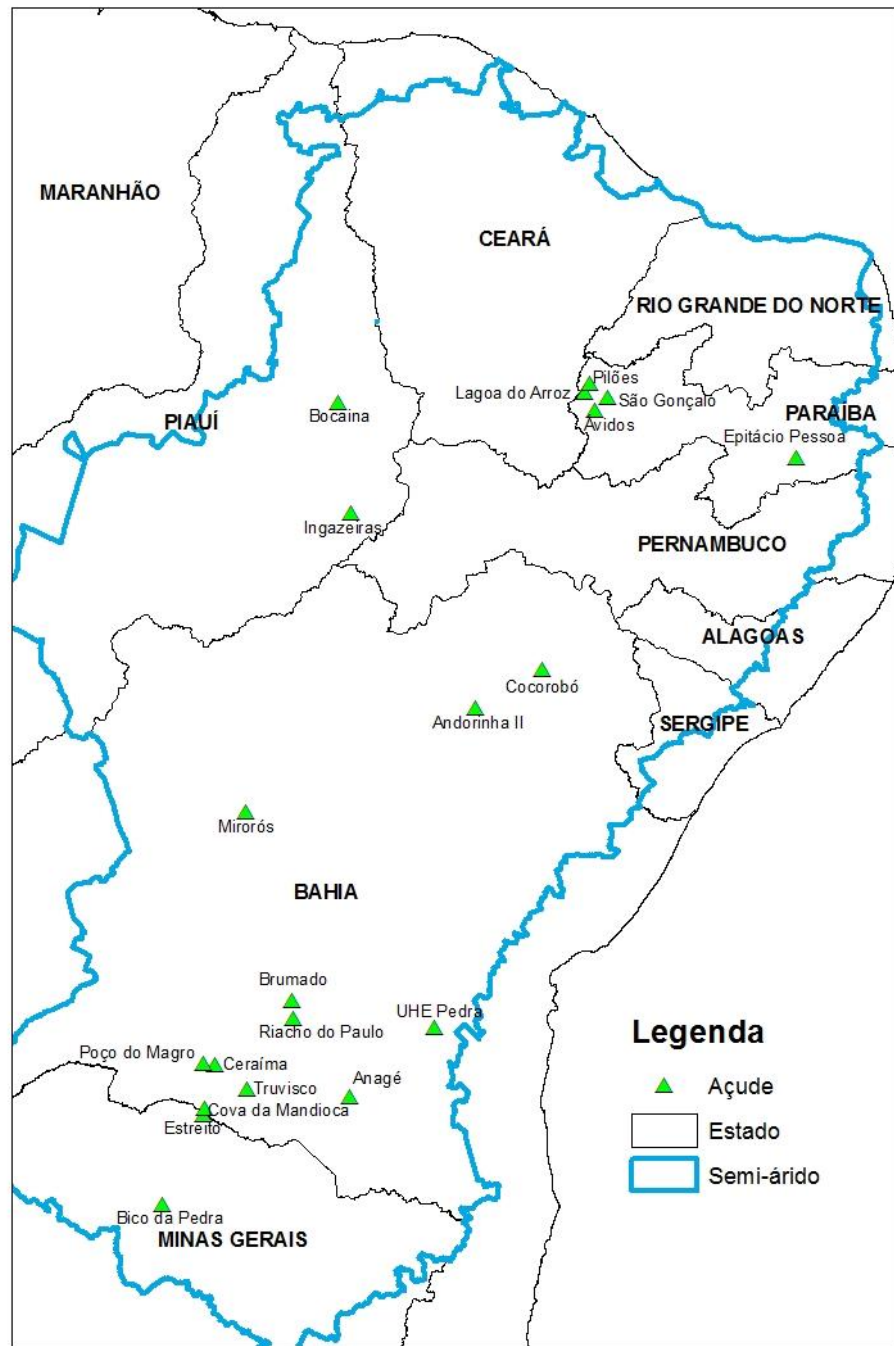 MARANHÃO
CEARÁ
RIO GRANDE DO NORTE
Pilões
Lagoa do Arroz
São Gonçalo
Avidos
PIAUÍ
Bocaina
PARAÍBA
Epitácio Pessoa
Ingazeiras
PERNAMBUCO
ALAGOAS
Cocorobó
Andorinha II
SERGIPE
Mirorós
BAHIA
Brumado
Riacho do Paulo
UHE Pedra
Poço do Magro
Ceraíma
Truvisco
Anagé
Cova da Mandioca
Estreito
Bico da Pedra
MINAS GERAIS
Legenda
Açude
Estado
Semi-árido